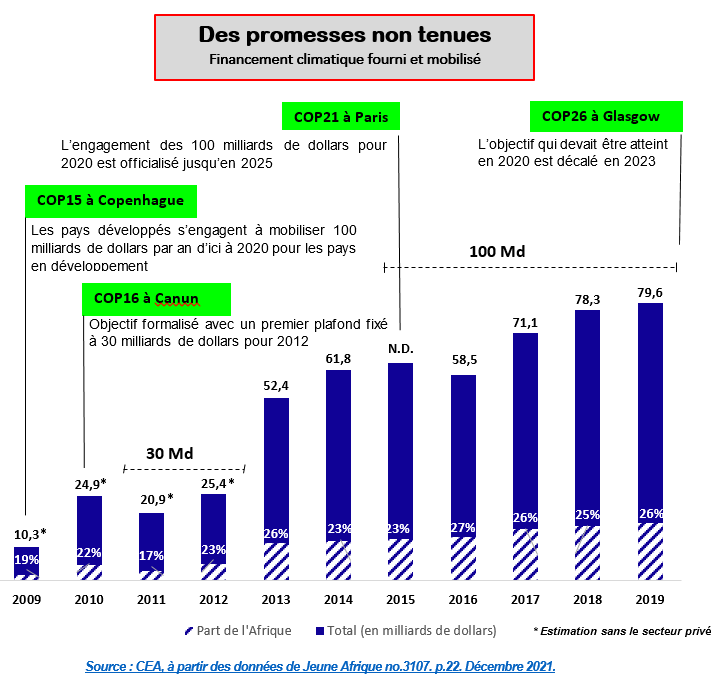 Des promesses non tenues
Financement climatique fourni et mobilisé
COP21 à Paris
L'engagement des 100 milliards de dollars pour
2020 est officialisé jusqu'en 2025
COP26 à Glasgow
L'objectif qui devait être atteint
en 2020 est décalé en 2023
COP15 à Copenhague
Les pays développés s'engagent à mobiliser 100
milliards de dollars par an d'ici à 2020 pour les pays
en développement
100 Md
COP16 à Canun
Objectif formalisé avec un premier plafond fixé
à 30 milliards de dollars pour 2012
30 Md
10,3* 24,9* 20,9* 25,4* 52,4 61,8 N.D. 58,5 71,1 78,3 79,6
19% 22% 17% 23% 26% 23% 23% 27% 26% 25% 26%
2009 2010 2011 2012 2013 2014 2015 2016 2017 2018 2019
Part de l'Afrique Total (en milliards de dollars) * Estimation sans le secteur privé
Source : CEA, à partir des données de Jeune Afrique no.3107. p.22. Décembre 2021.